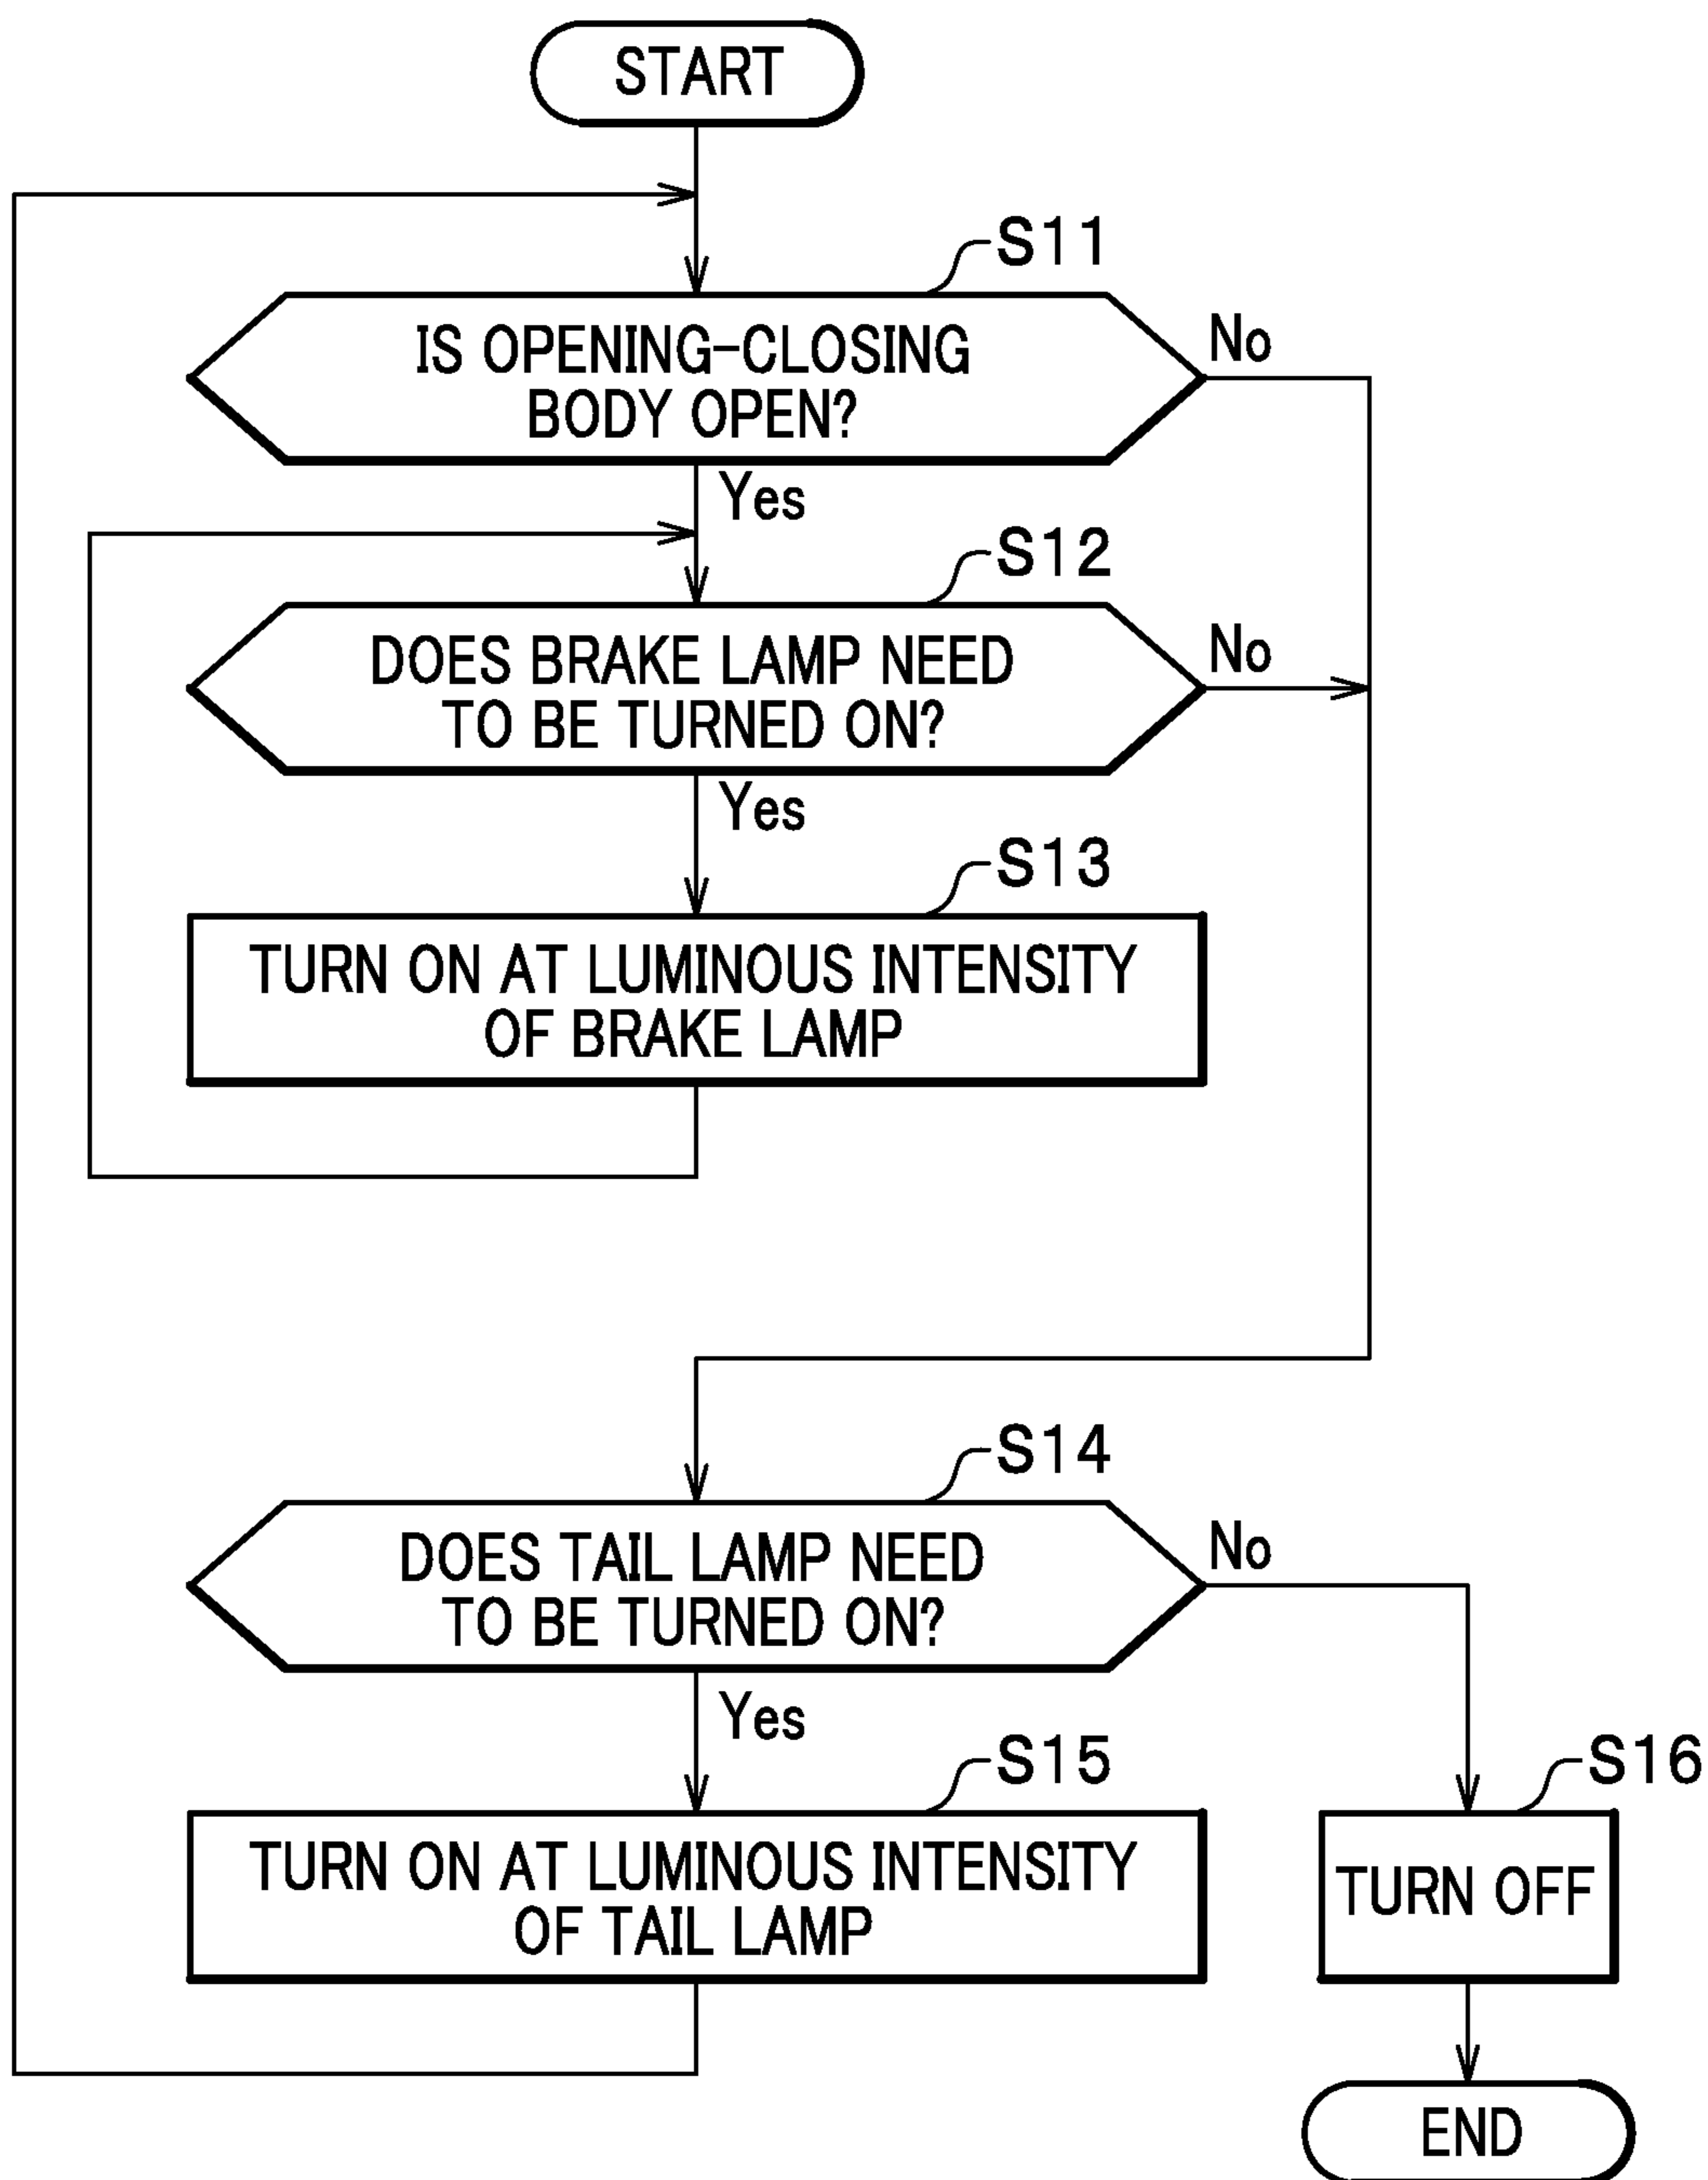 START
S11
IS OPENING-CLOSING
BODY OPEN?
No
Yes
S12
DOES BRAKE LAMP NEED
TO BE TURNED ON?
No
Yes
S13
TURN ON AT LUMINOUS INTENSITY
OF BRAKE LAMP
S14
DOES TAIL LAMP NEED
TO BE TURNED ON?
No
Yes
S15
TURN ON AT LUMINOUS INTENSITY
OF TAIL LAMP
S16
TURN OFF
END